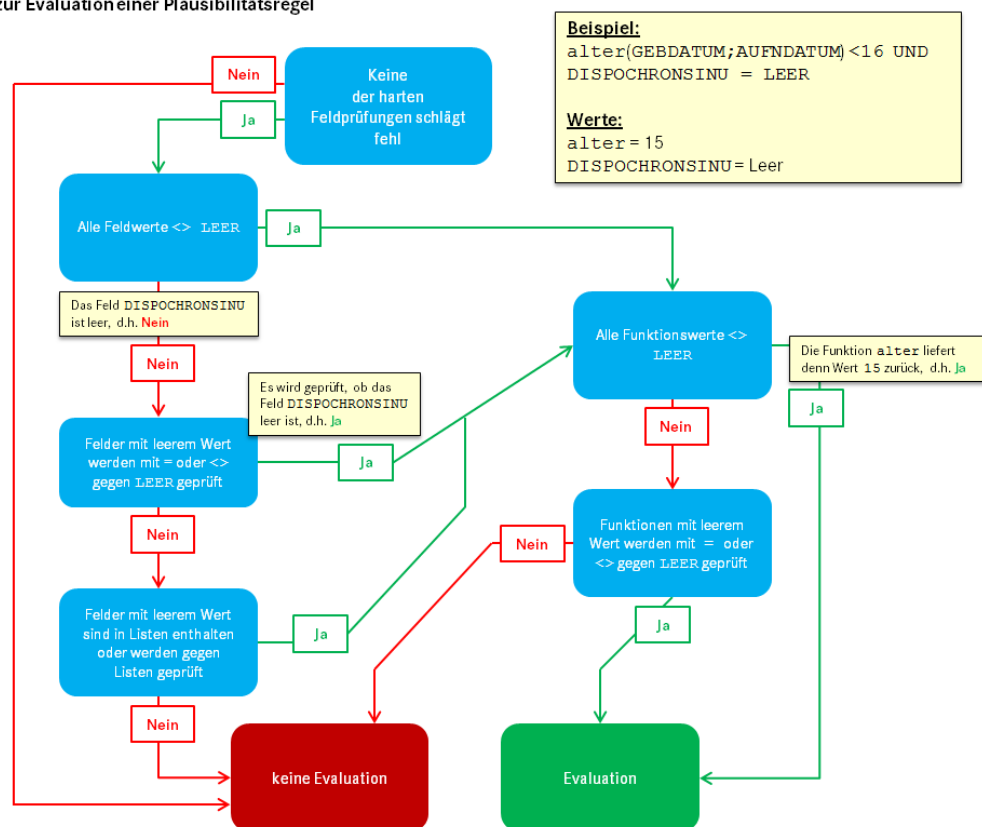 zur Evaluation einer Plausibilitätsregel
Beispiel:
alter(GEBDATUM;AUFNDATUM)<16 UND
DISPOCHRONSINU = LEER
Werte:
alter = 15
DISPOCHRONSINU= Leer
Nein
Keine
der harten
Feldprüfungen schlägt
fehl
Ja
Alle Feldwerte <> LEER
Ja
Das Feld DISPOCHRONSINU
ist leer, d.h. Nein
Nein
Alle Funktionswerte <>
LEER
Die Funktion alter liefert
denn Wert 15 zurück, d.h. Ja
Ja
Es wird geprüft, ob das
Feld DISPOCHRONSINU
leer ist, d.h. Ja
Nein
Felder mit leerem Wert
werden mit = oder <>
gegen LEER geprüft
Ja
Nein
Nein
Funktionen mit leerem
Wert werden mit = oder
<> gegen LEER geprüft
Felder mit leerem Wert
sind in Listen enthalten
oder werden gegen
Listen geprüft
Ja
Ja
Nein
keine Evaluation
Evaluation